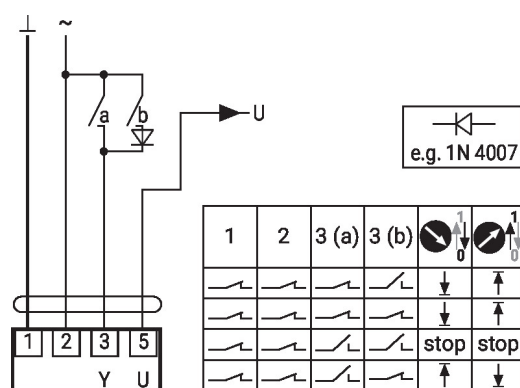 ~
a b
U
e.g. 1N 4007
1 2 3 (a) 3 (b) 1 0 1 0
stop stop
1 2 3 5
Y U